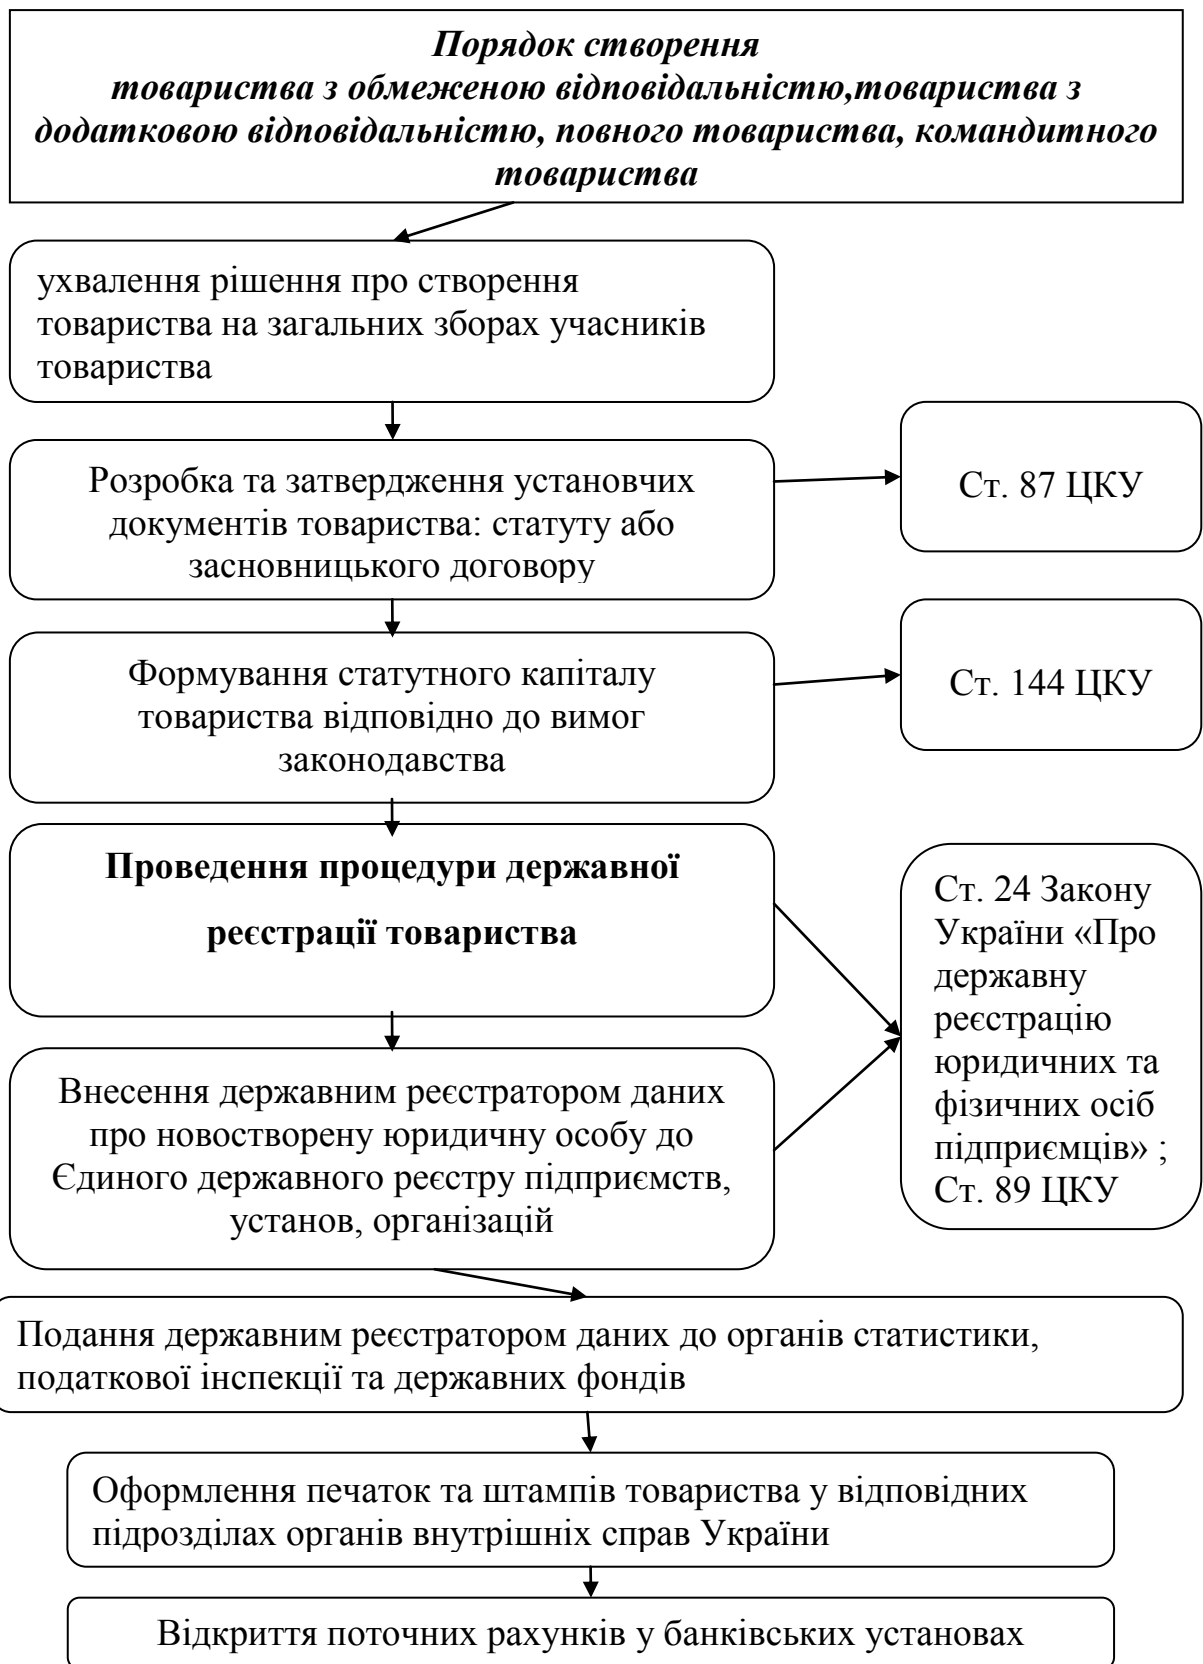 Порядок створення
товариства з обмеженою відповідальністю,товариства з
додатковою відповідальністю, повного товариства, командитного
товариства
ухвалення рішення про створення
товариства на загальних зборах учасників
товариства
Розробка та затвердження установчих
документів товариства: статуту або
засновницького договору
Ст. 87 ЦКУ
Формування статутного капіталу
товариства відповідно до вимог
законодавства
Ст. 144 ЦКУ
Проведення процедури державної
реєстрації товариства
Ст. 24 Закону
України «Про
державну
реєстрацію
юридичних та
фізичних осіб
підприємців» ;
Ст. 89 ЦКУ
Внесення державним реєстратором даних
про новостворену юридичну особу до
Єдиного державного реєстру підприємств,
установ, організацій
Подання державним реєстратором даних до органів статистики,
податкової інспекції та державних фондів
Оформлення печаток та штампів товариства у відповідних
підрозділах органів внутрішніх справ України
Відкриття поточних рахунків у банківських установах